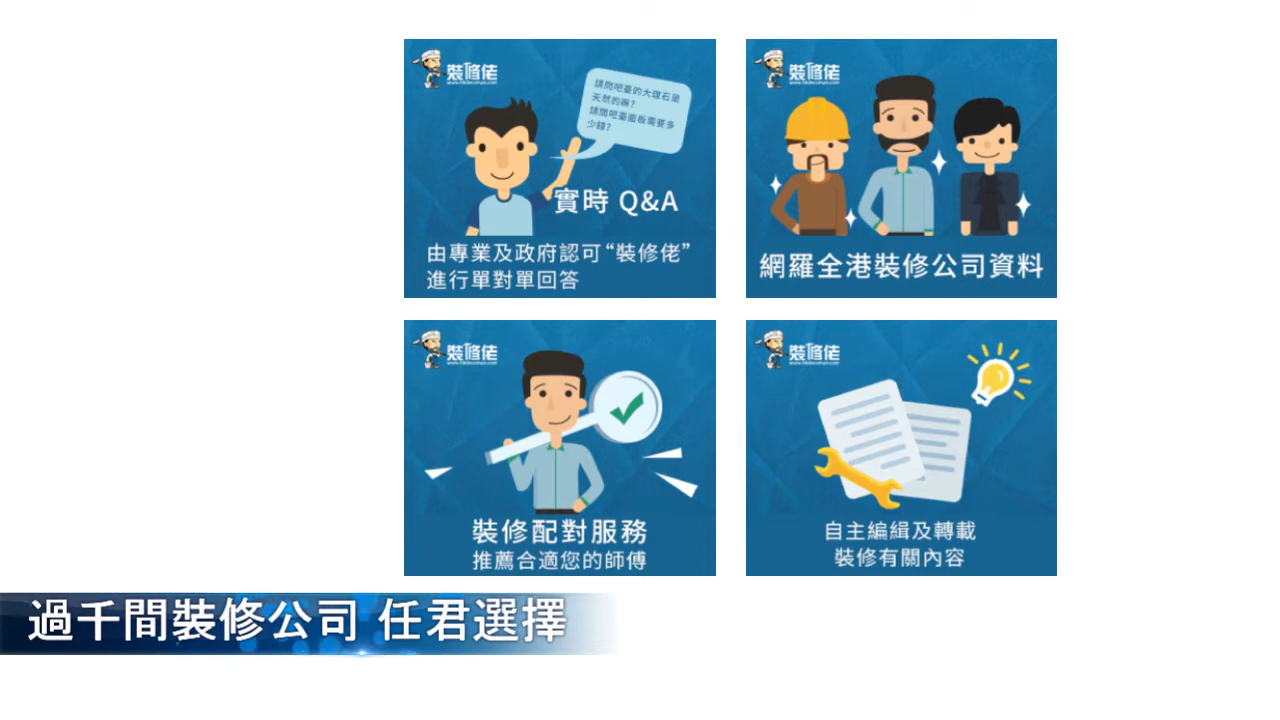 裝修佬
請問吧臺的大理石是
天然的嘛?
請問吧臺面板需要多
少錢?
實時 Q&A
由專業及政府認可“裝修佬”
進行單對單回答
裝修佬
網羅全港裝修公司資料
裝修佬
裝修配對服務
推薦合適您的師傅
裝修佬
自主編緝及轉載
裝修有關內容
過千間裝修公司 任君選擇